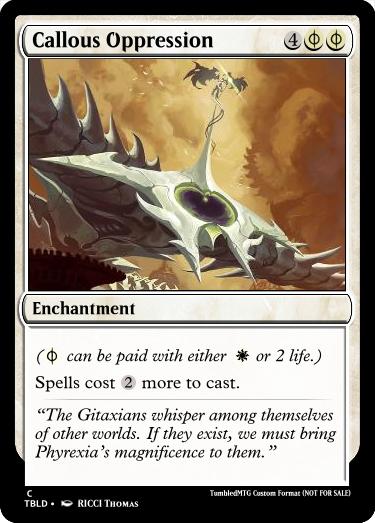 Callous Oppression 4
Enchantment
( can be paid with either or 2 life.)
Spells cost 2 more to cast.
“The Gitaxians whisper among themselves
of other worlds. If they exist, we must bring
Phyrexia’s magnificence to them.”
C
TBLD • RICCI THOMAS
TumbledMTG Custom Format (NOT FOR SALE)